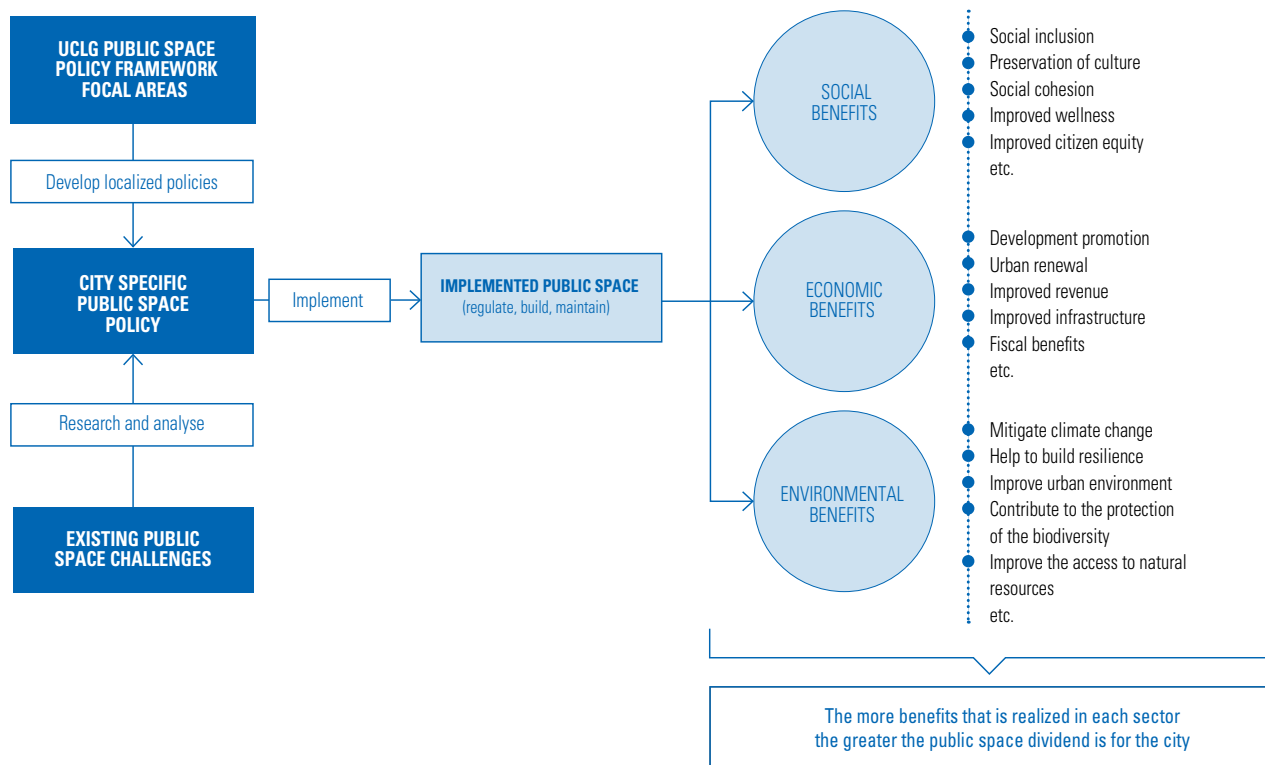 UCLG PUBLIC SPACE
POLICY FRAMEWORK
FOCAL AREAS
Develop localized policies
CITY SPECIFIC
PUBLIC SPACE
POLICY
Research and analyse
EXISTING PUBLIC
SPACE CHALLENGES
Implement
IMPLEMENTED PUBLIC SPACE
(regulate, build, maintain)
SOCIAL
BENEFITS
Social inclusion
Preservation of culture
Social cohesion
Improved wellness
Improved citizen equity
etc.
ECONOMIC
BENEFITS
Development promotion
Urban renewal
Improved revenue
Improved infrastructure
Fiscal benefits
etc.
ENVIRONMENTAL
BENEFITS
Mitigate climate change
Help to build resilience
Improve urban environment
Contribute to the protection
of the biodiversity
Improve the access to natural
resources
etc.
The more benefits that is realized in each sector
the greater the public space dividend is for the city